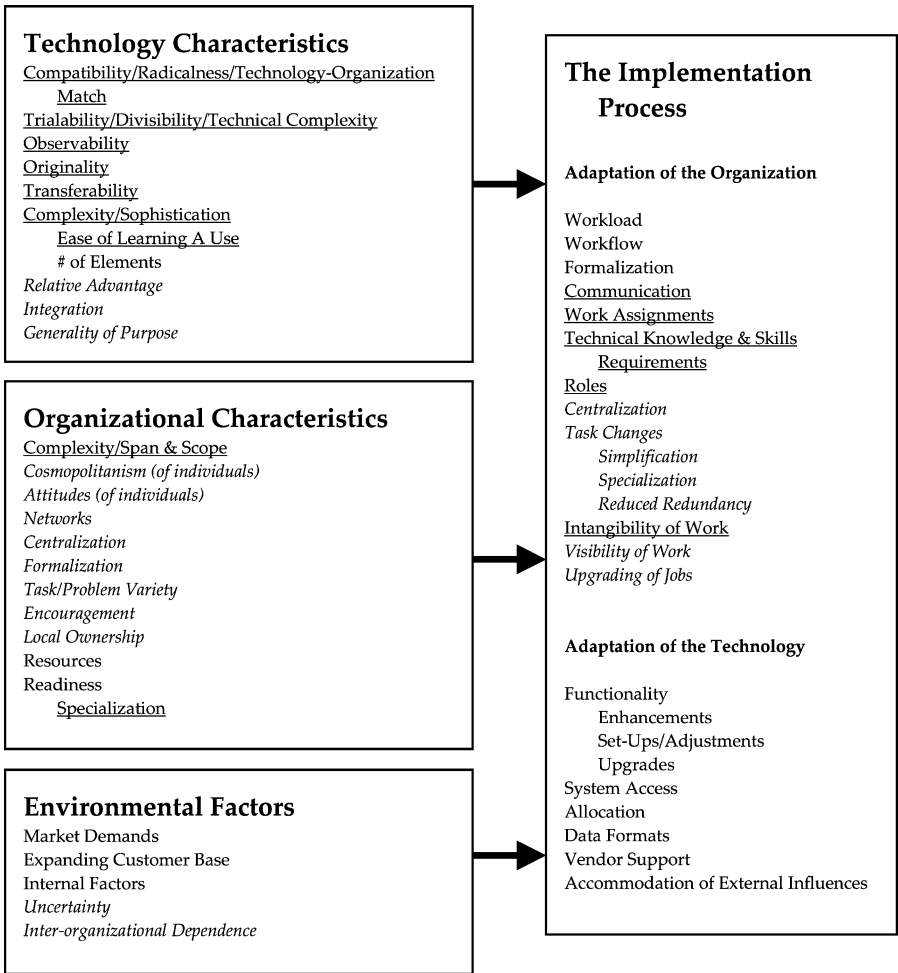 Technology Characteristics
Compatibility/Radicalness/Technology-Organization
Match
Trialability/Divisibility/Technical Complexity
Observability
Originality
Transferability
Complexity/Sophistication
Ease of Learning A Use
# of Elements
Relative Advantage
Integration
Generality of Purpose
Organizational Characteristics
Complexity/Span & Scope
Cosmopolitanism (of individuals)
Attitudes (of individuals)
Networks
Centralization
Formalization
Task/Problem Variety
Encouragement
Local Ownership
Resources
Readiness
Specialization
Environmental Factors
Market Demands
Expanding Customer Base
Internal Factors
Uncertainty
Inter-organizational Dependence
The Implementation
Process
Adaptation of the Organization
Workload
Workflow
Formalization
Communication
Work Assignments
Technical Knowledge & Skills
Requirements
Roles
Centralization
Task Changes
Simplification
Specialization
Reduced Redundancy
Intangibility of Work
Visibility of Work
Upgrading of Jobs
Adaptation of the Technology
Functionality
Enhancements
Set-Ups/Adjustments
Upgrades
System Access
Allocation
Data Formats
Vendor Support
Accommodation of External Influences